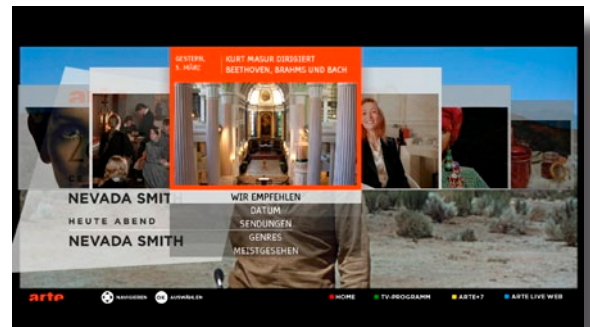 GESTERN,
5. MÄRZ
KURT MASUR DIRIGIERT
BEETHOVEN, BRAHMS UND BACH
NEVADA SMIT
HEUTE ABEND
NEVADA SMITH
WIR EMPFEHLEN
DATUM
SENDUNGEN
GENRES
MEISTGESEHEN
arte
NAVIGIEREN
OK AUSWÄHLEN
HOME
TV-PROGRAMM
ARTE+7
ARTE LIVE WEB